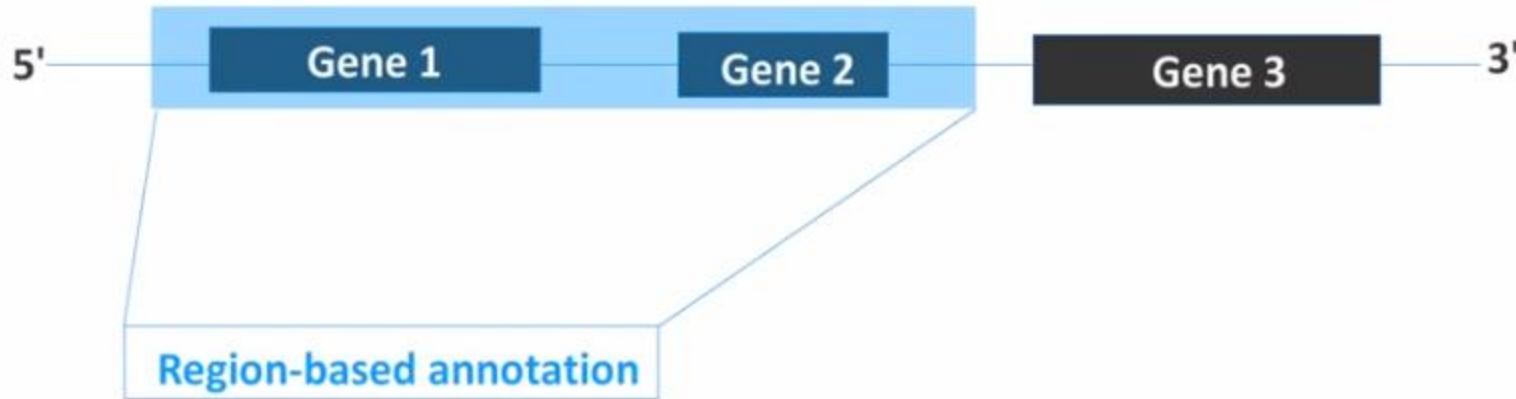 5' Gene 1 Gene 2 Gene 3 3'
Region-based annotation